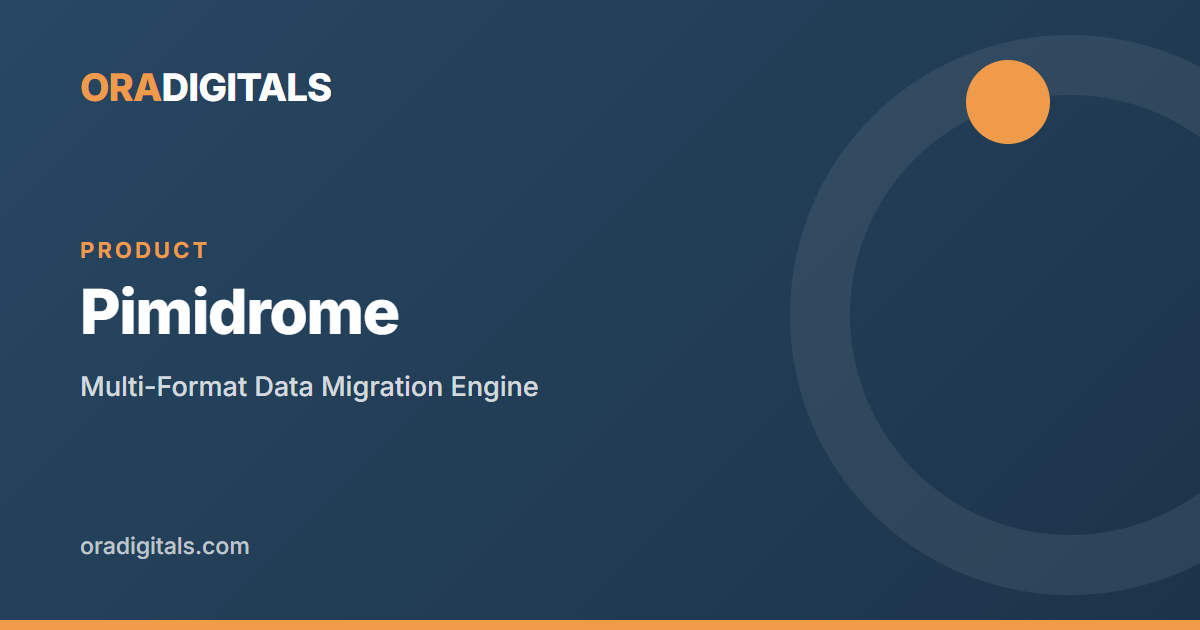 ORADIGITALS
PRODUCT
Pimidrome
Multi-Format Data Migration Engine
oradigitals.com